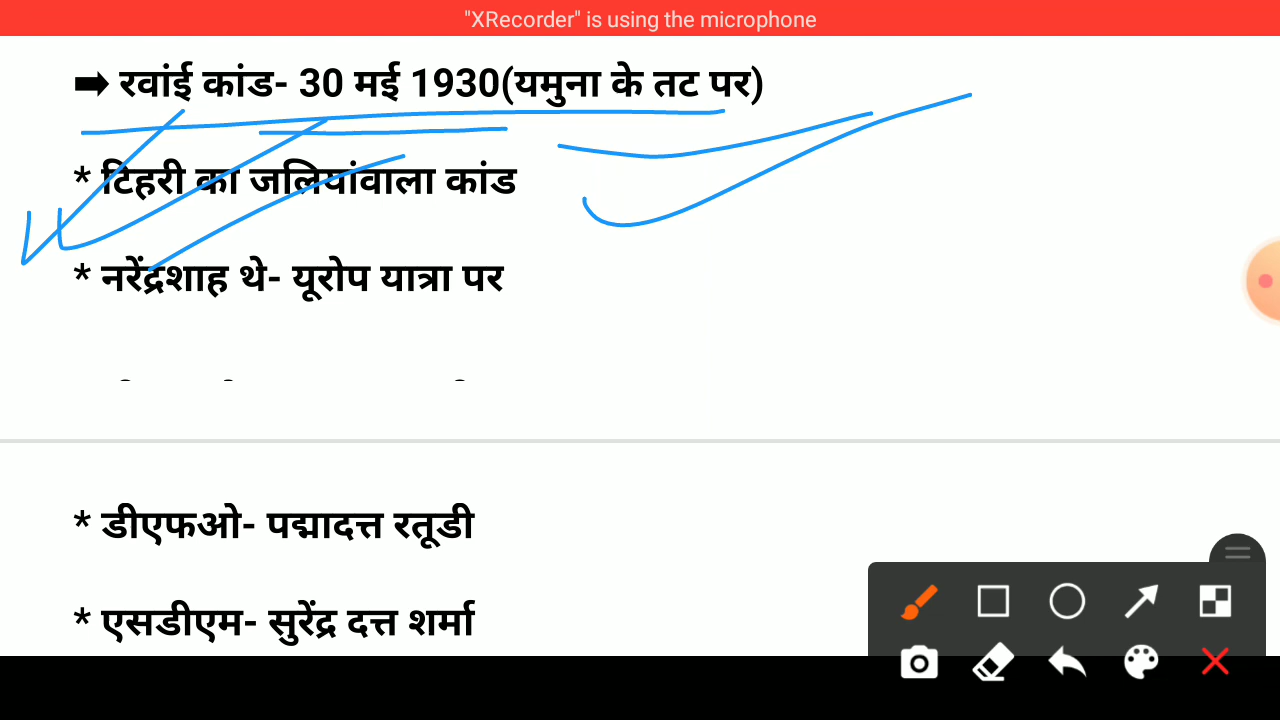 "XRecorder" is using the microphone
➡ रवांई कांड- 30 मई 1930(यमुना के तट पर)
* टिहरी का जलियांवाला कांड
* नरेंद्रशाह थे- यूरोप यात्रा पर
* डीएफओ- पद्मादत्त रतूडी
* एसडीएम- सुरेंद्र दत्त शर्मा